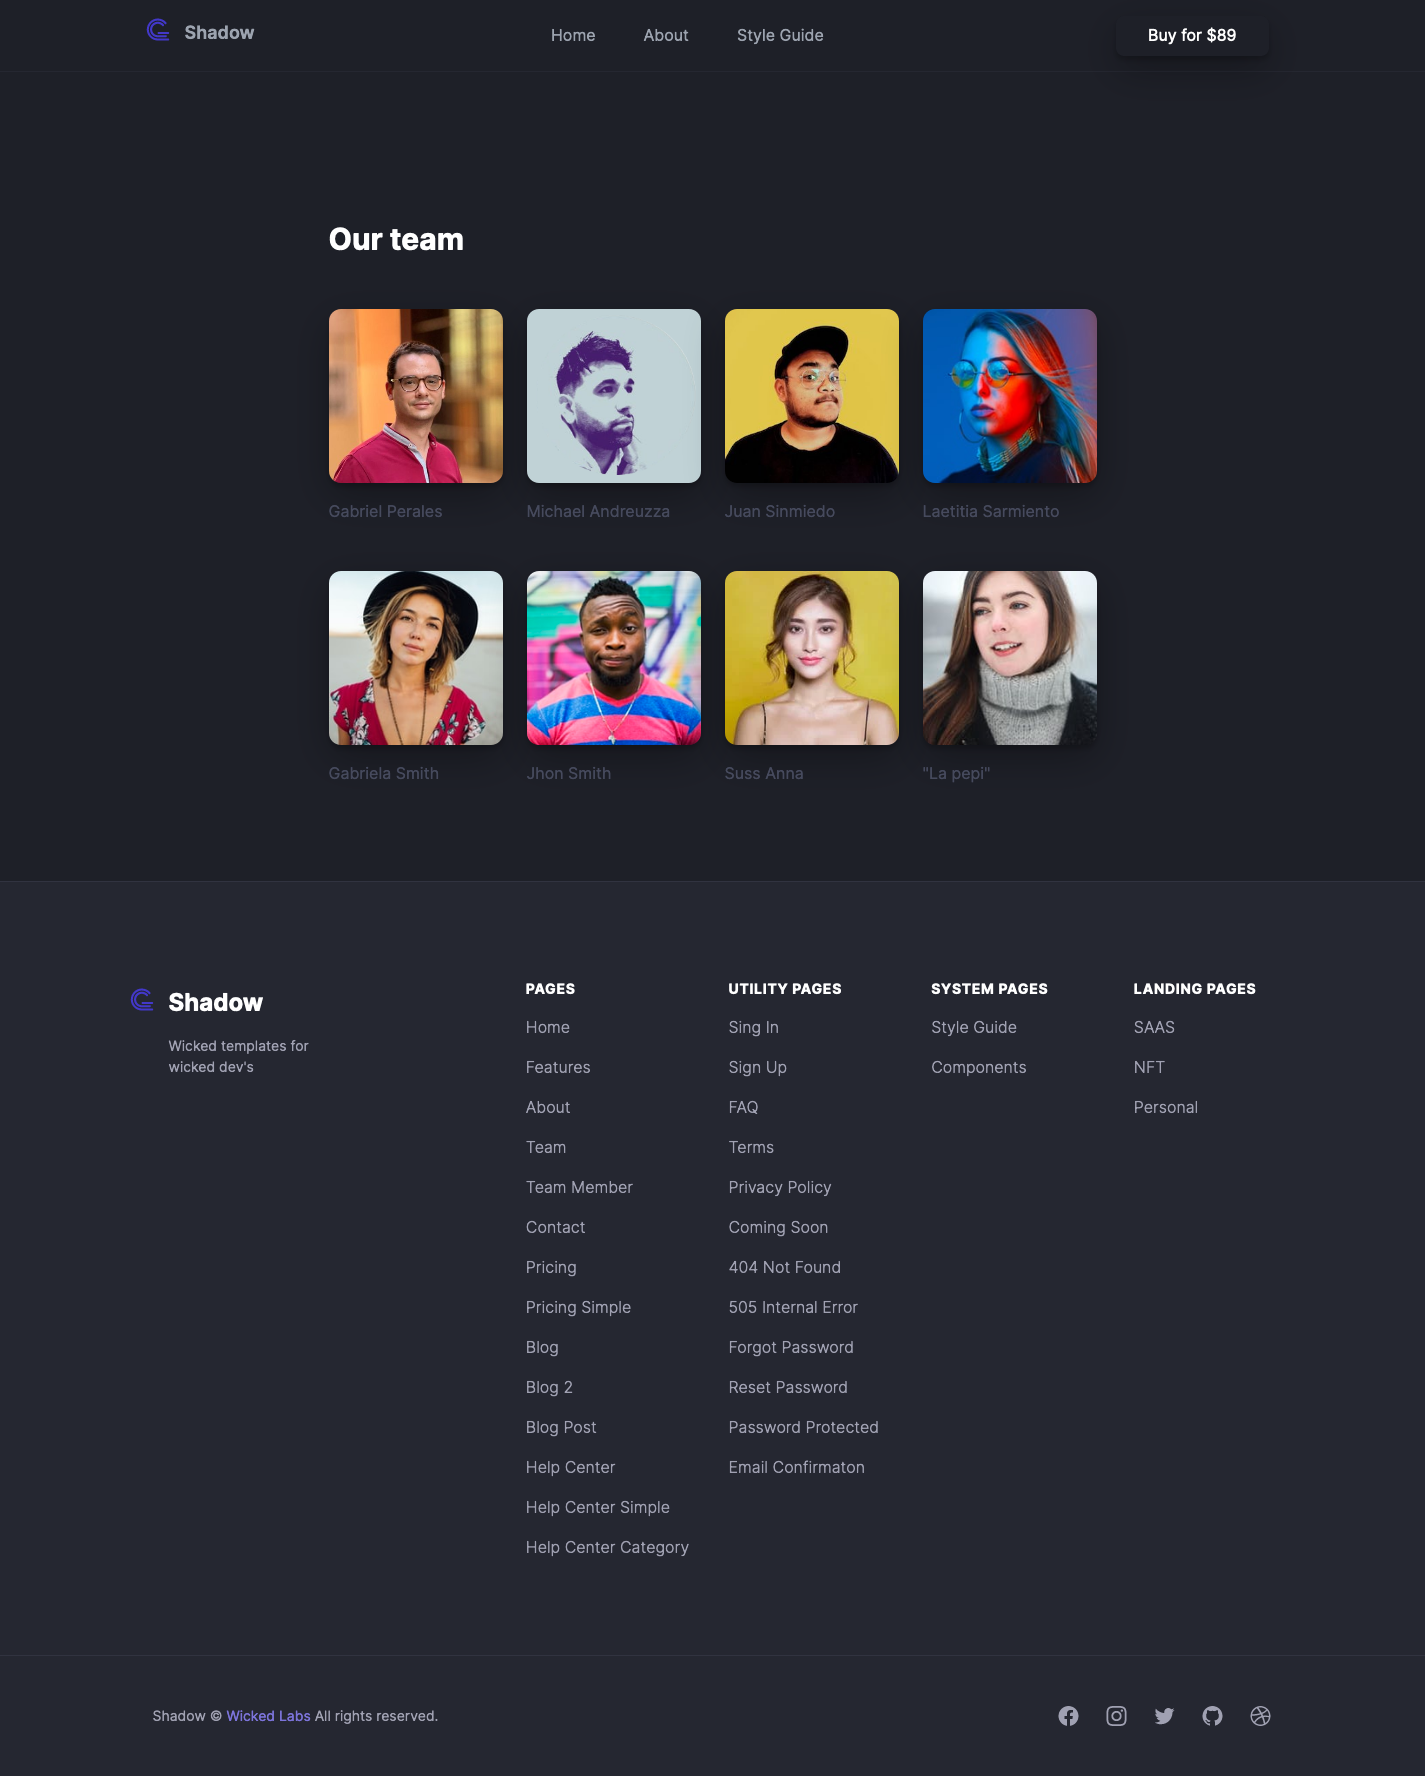 Shadow
Home
About
Style Guide
Buy for $89
Our team
Gabriel Perales
Michael Andreuzza
Juan Sinmiedo
Laetitia Sarmiento
Gabriela Smith
Jhon Smith
Suss Anna
"La pepi"
Shadow
Wicked templates for
wicked dev's
PAGES
Home
Features
About
Team
Team Member
Contact
Pricing
Pricing Simple
Blog
Blog 2
Blog Post
Help Center
Help Center Simple
Help Center Category
UTILITY PAGES
Sing In
Sign Up
FAQ
Terms
Privacy Policy
Coming Soon
404 Not Found
505 Internal Error
Forgot Password
Reset Password
Password Protected
Email Confirmaton
SYSTEM PAGES
Style Guide
Components
LANDING PAGES
SAAS
NFT
Personal
Shadow © Wicked Labs All rights reserved.